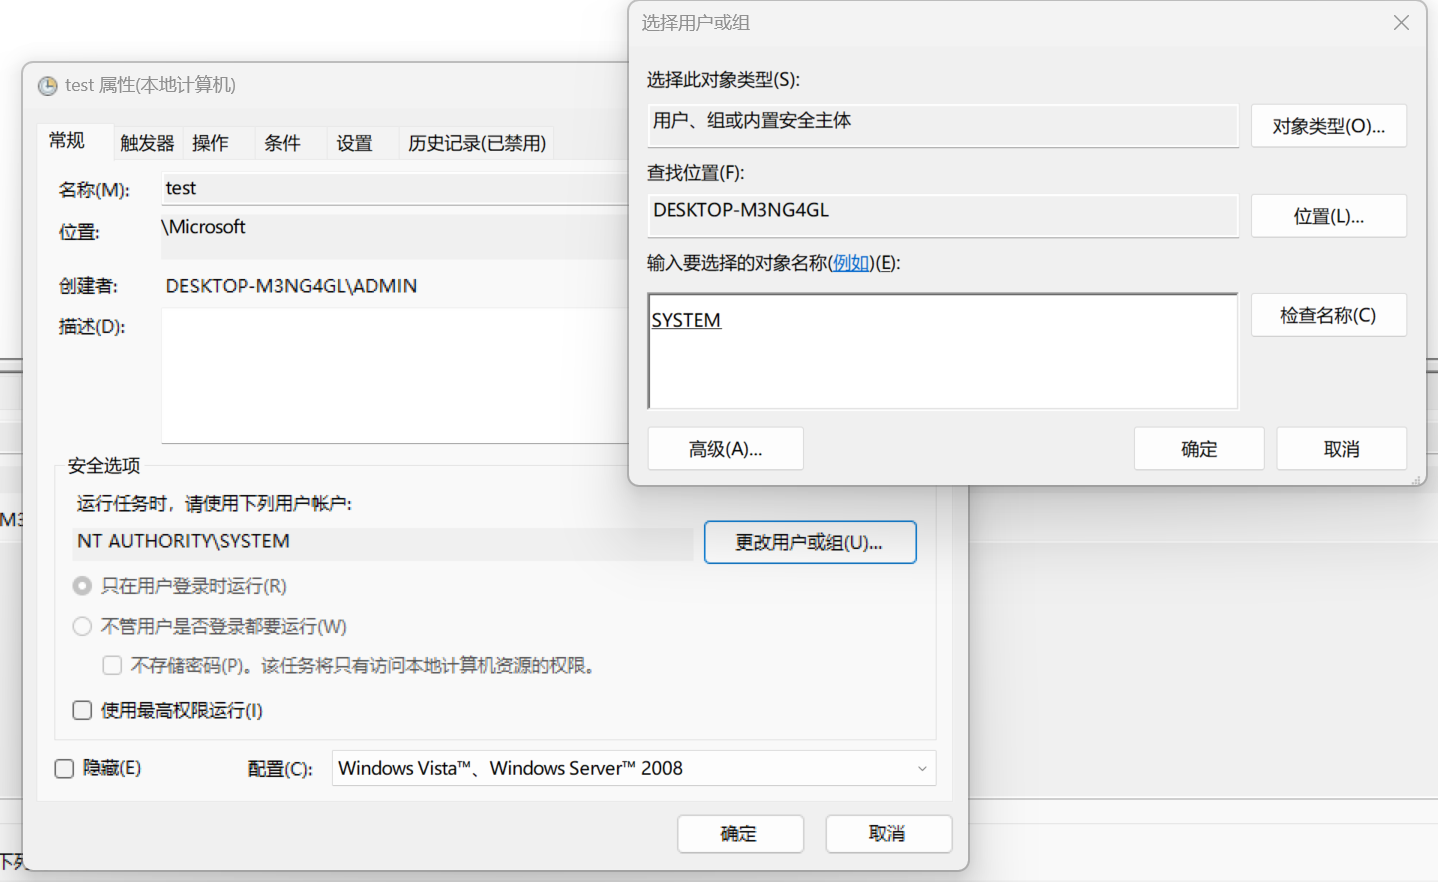 选择用户或组
选择此对象类型(S):
用户、组或内置安全主体
对象类型(O)...
查找位置(F):
DESKTOP-M3NG4GL
位置(L)...
输入要选择的对象名称(例如)(E):
SYSTEM
检查名称(C)
高级(A)...
确定
取消
test 属性(本地计算机)
常规
触发器
操作
条件
设置
历史记录(已禁用)
名称(M):
test
位置:
\Microsoft
创建者:
DESKTOP-M3NG4GL\ADMIN
描述(D):
安全选项
运行任务时，请使用下列用户帐户:
NT AUTHORITY\SYSTEM
更改用户或组(U)...
只在用户登录时运行(R)
不管用户是否登录都要运行(W)
不存储密码(P)。该任务将只有访问本地计算机资源的权限。
使用最高权限运行(I)
隐藏(E)
配置(C):
Windows Vista™、Windows Server™ 2008
确定
取消
M3
下列